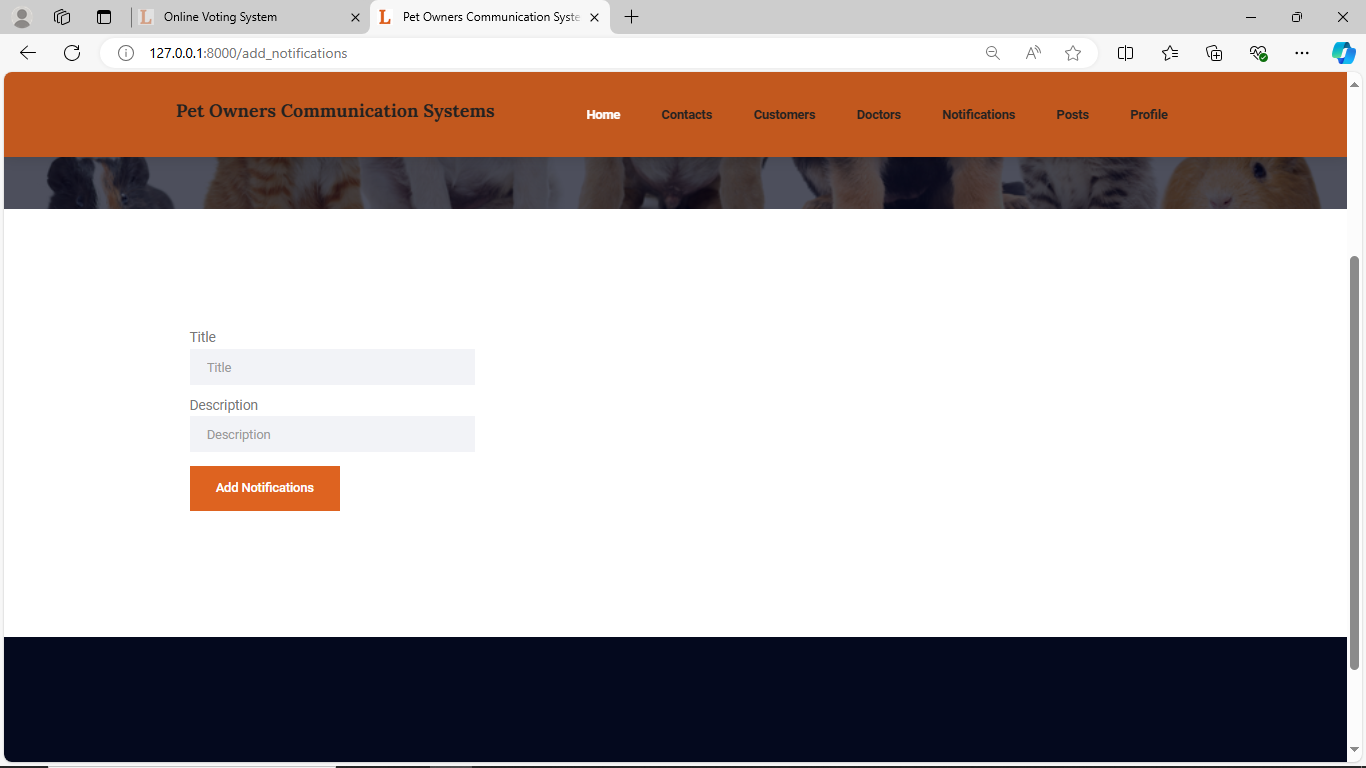 Online Voting System
Pet Owners Communication Syste
127.0.0.1:8000/add_notifications
Pet Owners Communication Systems
Home Contacts Customers Doctors Notifications Posts Profile
Title
Title
Description
Description
Add Notifications